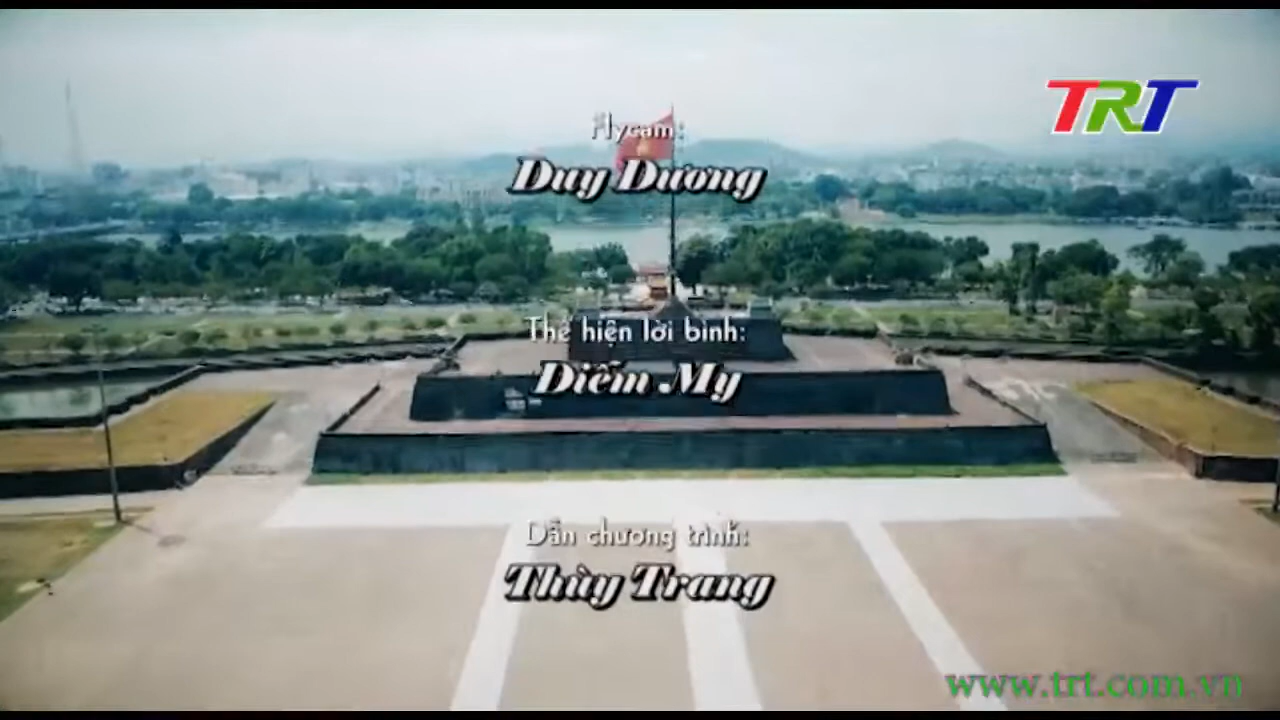 TRT
Flycam:
Duy Dương
Thể hiện lời bình:
Diễm My
Dẫn chương trình:
Thùy Trang
www.trt.com.vn